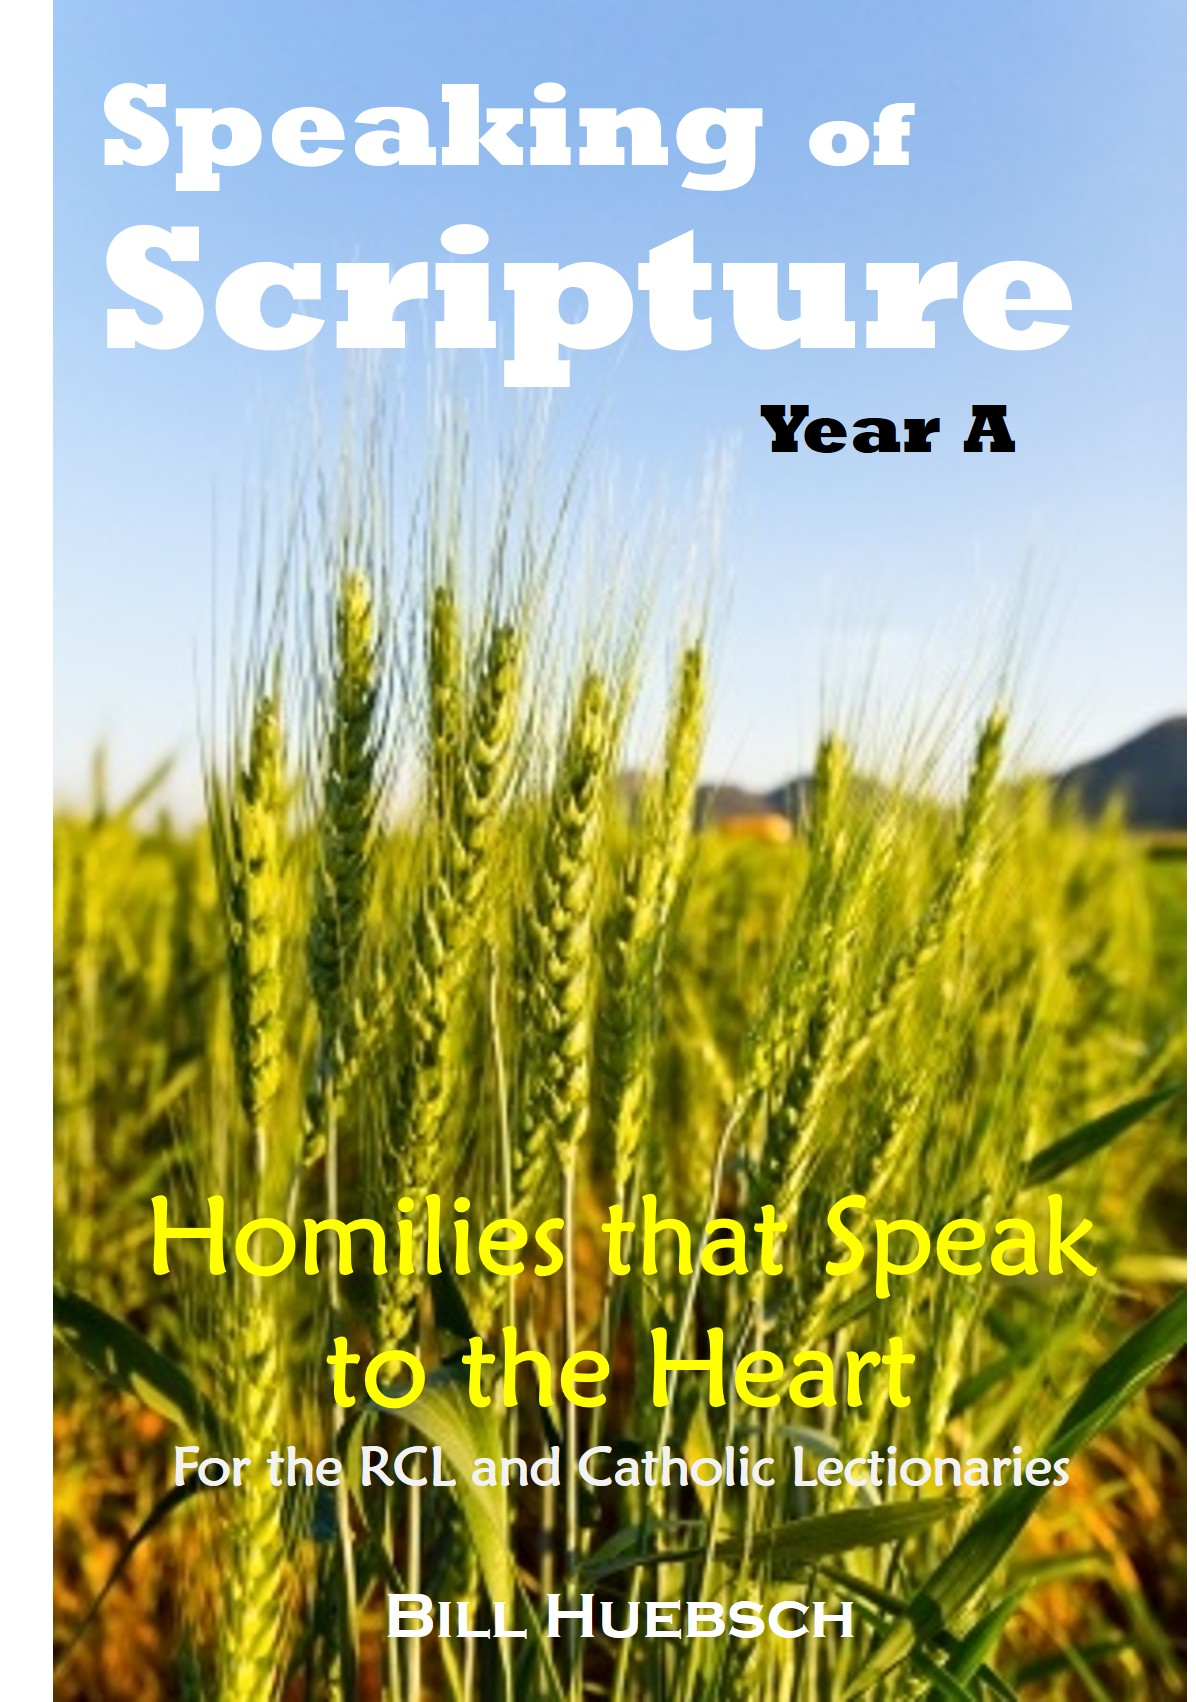 Speaking of
Scripture
Year A
Homilies that Speak
to the Heart
For the RCL and Catholic Lectionaries
Bill Huebsch